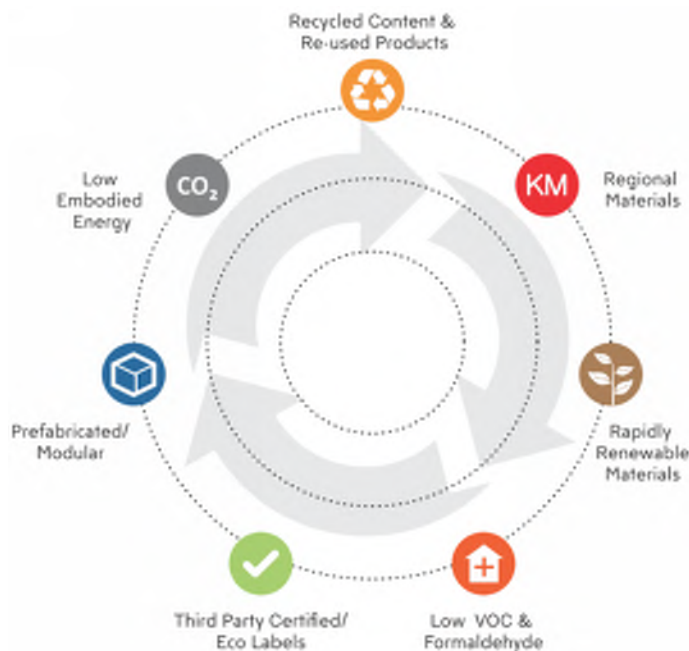 Recycled Content &
Re-used Products
KM
Regional
Materials
Rapidly
Renewable
Materials
Low VOC &
Formaldehyde
Third Party Certified/
Eco Labels
Prefabricated/
Modular
CO₂
Low
Embodied
Energy